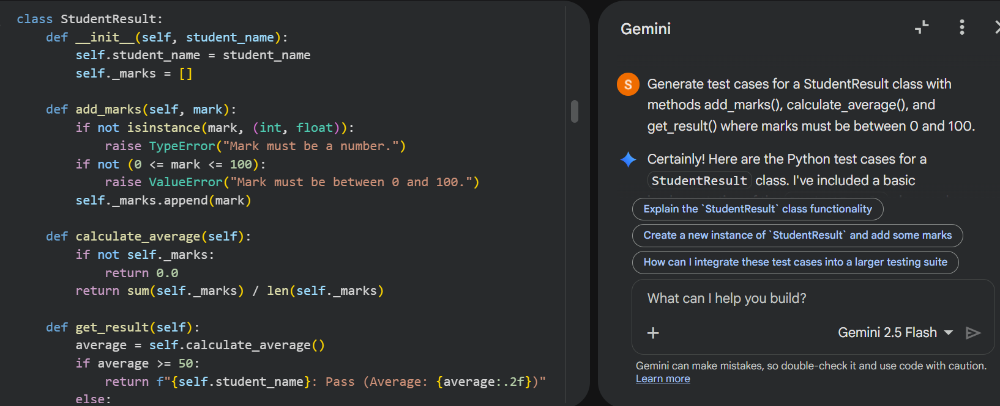 class StudentResult:
    def __init__(self, student_name):
        self.student_name = student_name
        self._marks = []

    def add_marks(self, mark):
        if not isinstance(mark, (int, float)):
            raise TypeError("Mark must be a number.")
        if not (0 <= mark <= 100):
            raise ValueError("Mark must be between 0 and 100.")
        self._marks.append(mark)

    def calculate_average(self):
        if not self._marks:
            return 0.0
        return sum(self._marks) / len(self._marks)

    def get_result(self):
        average = self.calculate_average()
        if average >= 50:
            return f"{self.student_name}: Pass (Average: {average:.2f})"
        else:
Gemini
S
Generate test cases for a StudentResult class with
methods add_marks(), calculate_average(), and
get_result() where marks must be between 0 and 100.
Certainly! Here are the Python test cases for a
StudentResult class. I've included a basic
Explain the `StudentResult` class functionality
Create a new instance of `StudentResult` and add some marks
How can I integrate these test cases into a larger testing suite
What can I help you build?
Gemini 2.5 Flash
Gemini can make mistakes, so double-check it and use code with caution.
Learn more